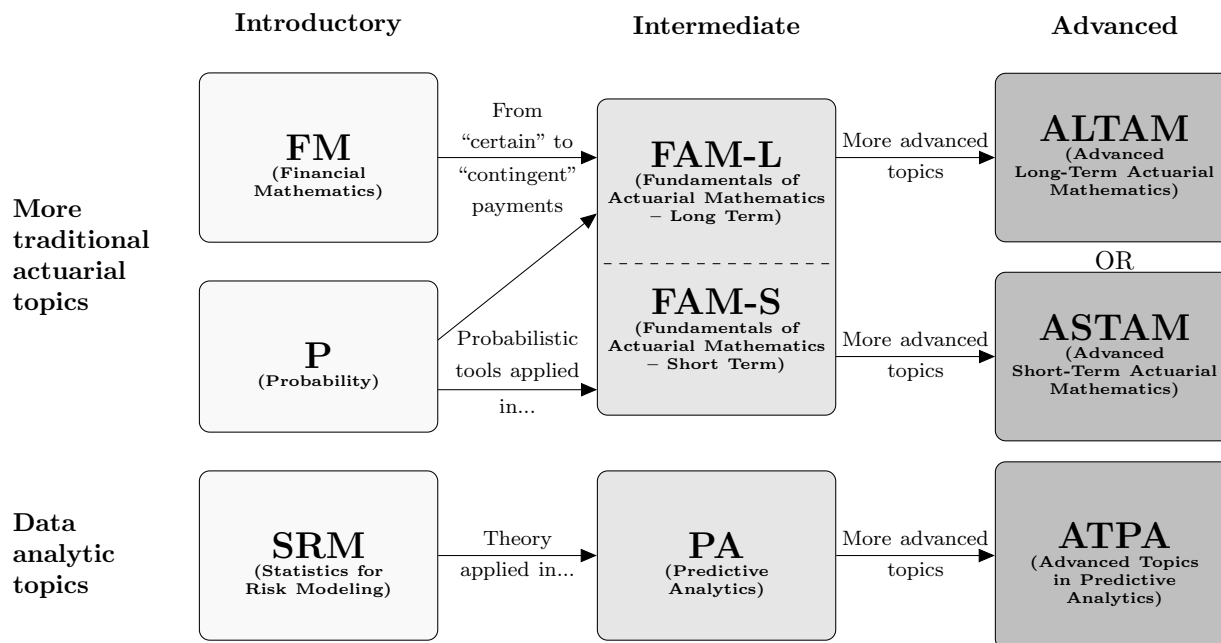 Introductory
Intermediate
Advanced
More
traditional
actuarial
topics
FM
(Financial
Mathematics)
From
“certain” to
“contingent”
payments
FAM-L
(Fundamentals of
Actuarial Mathematics
– Long Term)
More advanced
topics
ALTAM
(Advanced
Long-Term Actuarial
Mathematics)
OR
P
(Probability)
Probabilistic
tools applied
in...
FAM-S
(Fundamentals of
Actuarial Mathematics
– Short Term)
More advanced
topics
ASTAM
(Advanced
Short-Term Actuarial
Mathematics)
Data
analytic
topics
SRM
(Statistics for
Risk Modeling)
Theory
applied in...
PA
(Predictive
Analytics)
More advanced
topics
ATPA
(Advanced Topics
in Predictive
Analytics)